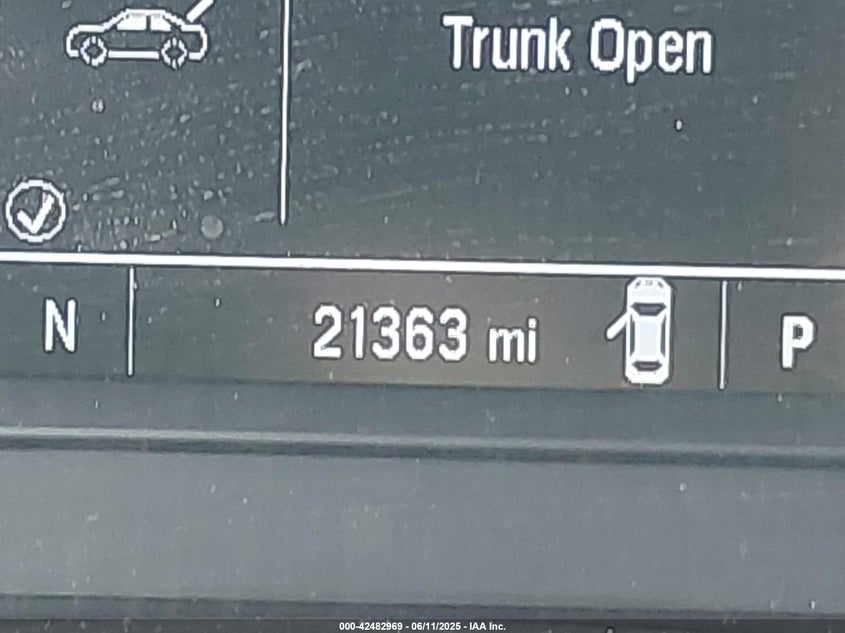 Trunk Open
N 21363 mi P
000-42482969 - 06/11/2025 - IAA Inc.